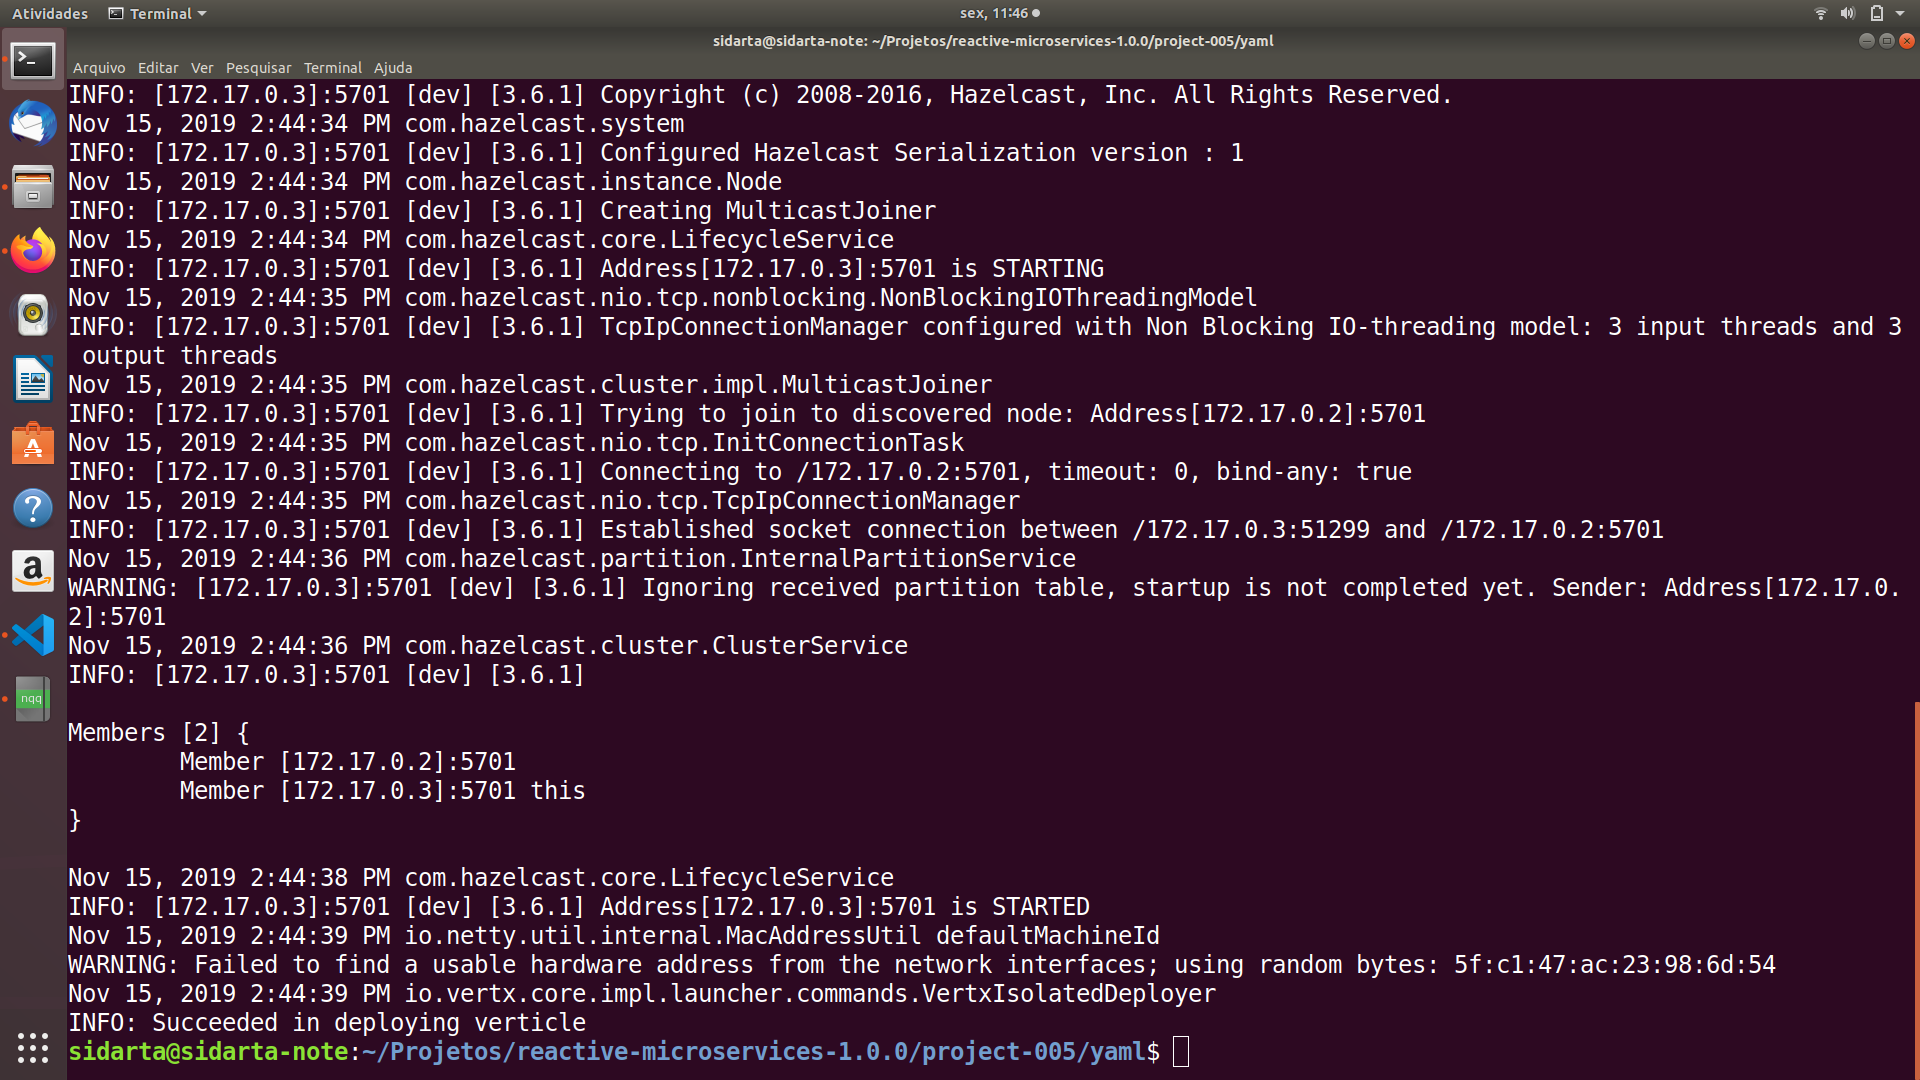 Atividades Terminal sex, 11:46
sidarta@sidarta-note: ~/Projetos/reactive-microservices-1.0.0/project-005/yaml
Arquivo Editar Ver Pesquisar Terminal Ajuda
INFO: [172.17.0.3]:5701 [dev] [3.6.1] Copyright (c) 2008-2016, Hazelcast, Inc. All Rights Reserved.
Nov 15, 2019 2:44:34 PM com.hazelcast.system
INFO: [172.17.0.3]:5701 [dev] [3.6.1] Configured Hazelcast Serialization version : 1
Nov 15, 2019 2:44:34 PM com.hazelcast.instance.Node
INFO: [172.17.0.3]:5701 [dev] [3.6.1] Creating MulticastJoiner
Nov 15, 2019 2:44:34 PM com.hazelcast.core.LifecycleService
INFO: [172.17.0.3]:5701 [dev] [3.6.1] Address[172.17.0.3]:5701 is STARTING
Nov 15, 2019 2:44:35 PM com.hazelcast.nio.tcp.nonblocking.NonBlockingIOThreadingModel
INFO: [172.17.0.3]:5701 [dev] [3.6.1] TcpIpConnectionManager configured with Non Blocking IO-threading model: 3 input threads and 3
 output threads
Nov 15, 2019 2:44:35 PM com.hazelcast.cluster.impl.MulticastJoiner
INFO: [172.17.0.3]:5701 [dev] [3.6.1] Trying to join to discovered node: Address[172.17.0.2]:5701
Nov 15, 2019 2:44:35 PM com.hazelcast.nio.tcp.InitConnectionTask
INFO: [172.17.0.3]:5701 [dev] [3.6.1] Connecting to /172.17.0.2:5701, timeout: 0, bind-any: true
Nov 15, 2019 2:44:35 PM com.hazelcast.nio.tcp.TcpIpConnectionManager
INFO: [172.17.0.3]:5701 [dev] [3.6.1] Established socket connection between /172.17.0.3:51299 and /172.17.0.2:5701
Nov 15, 2019 2:44:36 PM com.hazelcast.partition.InternalPartitionService
WARNING: [172.17.0.3]:5701 [dev] [3.6.1] Ignoring received partition table, startup is not completed yet. Sender: Address[172.17.0.
2]:5701
Nov 15, 2019 2:44:36 PM com.hazelcast.cluster.ClusterService
INFO: [172.17.0.3]:5701 [dev] [3.6.1]
Members [2] {
Member [172.17.0.2]:5701
Member [172.17.0.3]:5701 this
}
Nov 15, 2019 2:44:38 PM com.hazelcast.core.LifecycleService
INFO: [172.17.0.3]:5701 [dev] [3.6.1] Address[172.17.0.3]:5701 is STARTED
Nov 15, 2019 2:44:39 PM io.netty.util.internal.MacAddressUtil defaultMachineId
WARNING: Failed to find a usable hardware address from the network interfaces; using random bytes: 5f:c1:47:ac:23:98:6d:54
Nov 15, 2019 2:44:39 PM io.vertx.core.impl.launcher.commands.VertxIsolatedDeployer
INFO: Succeeded in deploying verticle
sidarta@sidarta-note:~/Projetos/reactive-microservices-1.0.0/project-005/yaml$
nqq